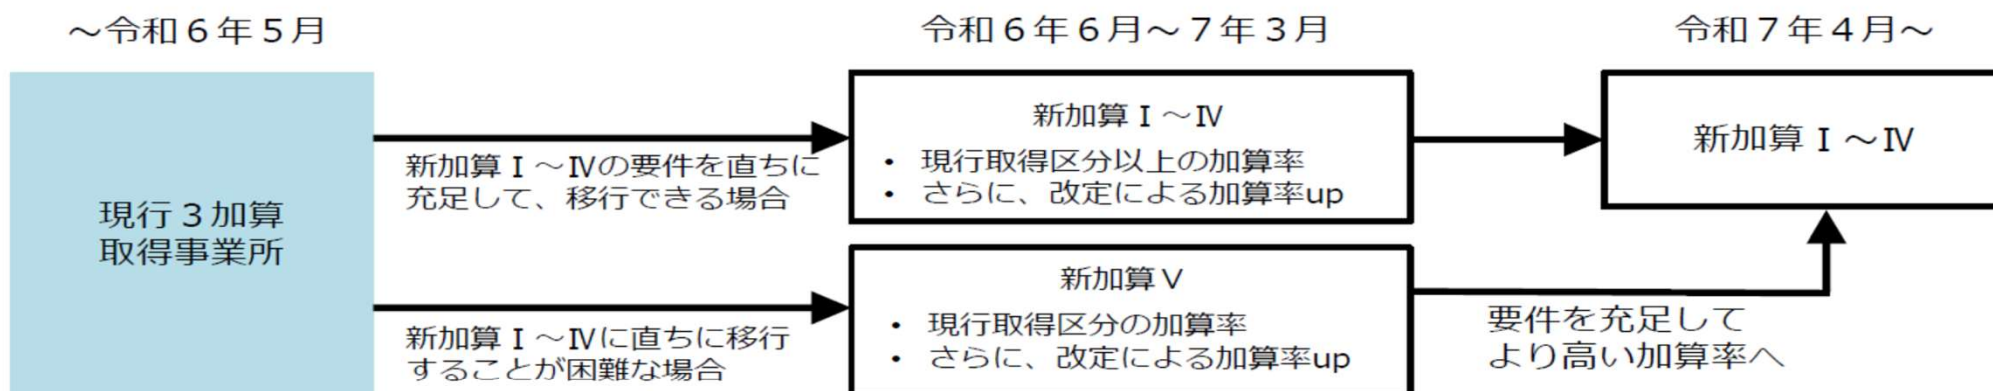 ～令和６年５月
令和６年６月～７年３月
令和７年４月～
現行３加算
取得事業所
新加算Ⅰ～Ⅳの要件を直ちに
充足して、移行できる場合
新加算Ⅰ～Ⅳ
• 現行取得区分以上の加算率
• さらに、改定による加算率up
新加算Ⅰ～Ⅳ
新加算Ⅰ～Ⅳに直ちに移行
することが困難な場合
新加算Ⅴ
• 現行取得区分の加算率
• さらに、改定による加算率up
要件を充足して
より高い加算率へ